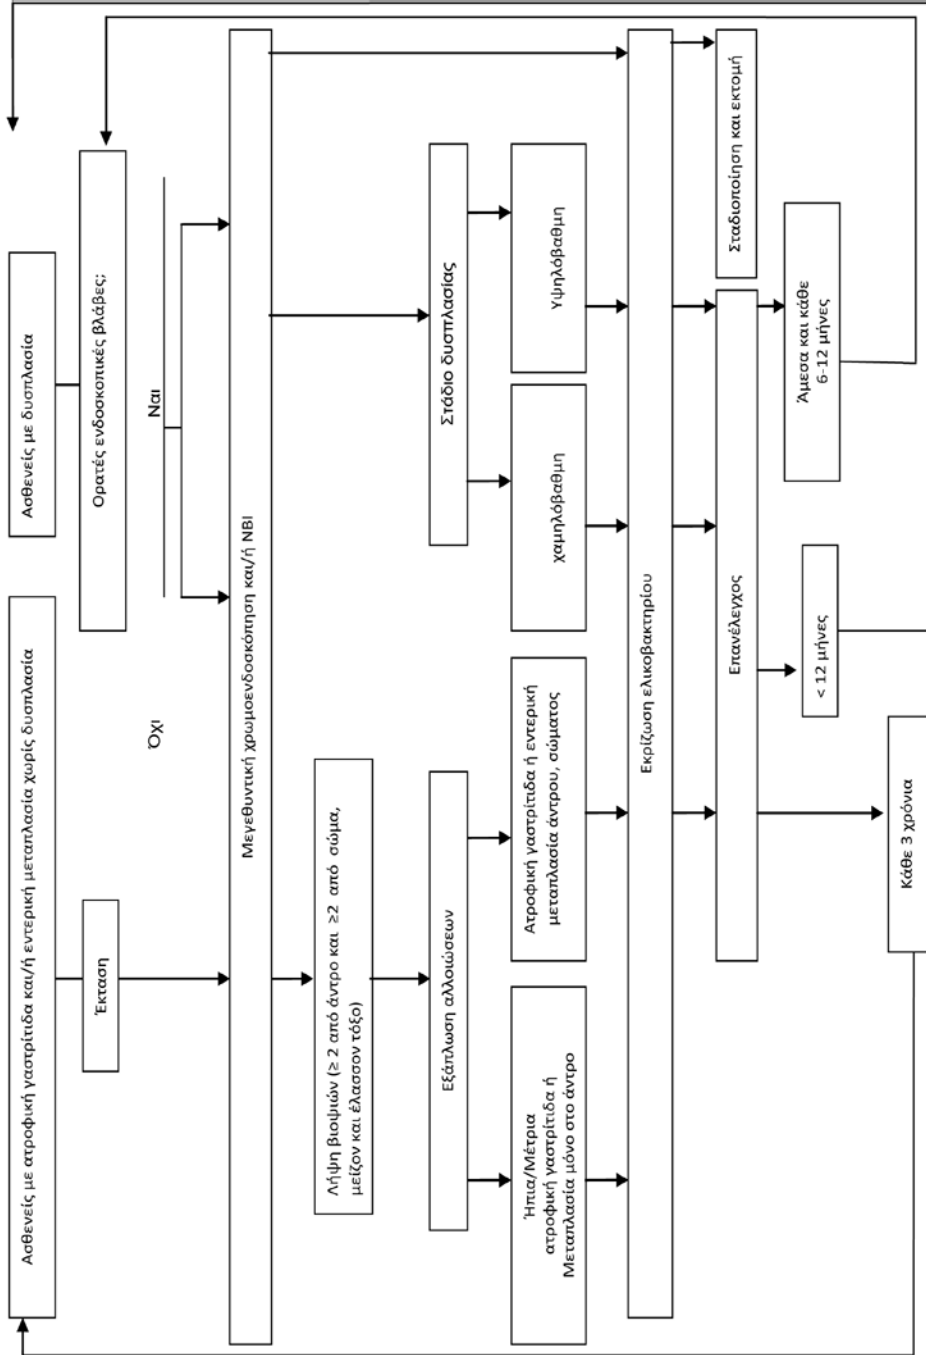 Ασθενείς με ατροφική γαστρίτιδα και/ή εντερική μεταπλασία χωρίς δυσπλασία
Ασθενείς με δυσπλασία
Έκταση
Ορατές ενδοσκοπικές βλάβες;
Όχι
Ναι
Μεγεθυντική χρωμοενδοσκόπηση και/ή NBI
Λήψη βιοψιών (≥ 2 από άντρο και ≥2 από σώμα,
μείζον και έλασσον τόξο)
Εξάπλωση αλλοιώσεων
Στάδιο δυσπλασίας
Ήπια/Μέτρια
ατροφική γαστρίτιδα ή
Μεταπλασία μόνο στο άντρο
Ατροφική γαστρίτιδα ή εντερική
μεταπλασία άντρου, σώματος
χαμηλόβαθμη
Υψηλόβαθμη
Εκρίζωση ελικοβακτηρίου
Επανέλεγχος
Σταδιοποίηση και εκτομή
Κάθε 3 χρόνια
< 12 μήνες
Άμεσα και κάθε
6-12 μήνες